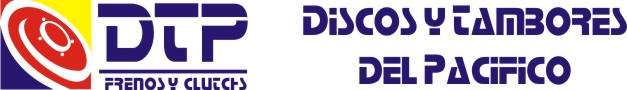 DTP
FRENOS Y CLUTCHS
DISCOS Y TAMBORES
DEL PACIFICO